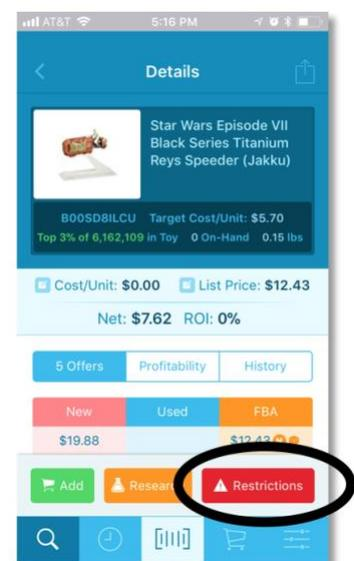 AT&T 5:16 PM
Details
Star Wars Episode VII
Black Series Titanium
Reys Speeder (Jakku)
B00SD8ILCU Target Cost/Unit: $5.70
Top 3% of 6,162,109 in Toy 0 On-Hand 0.15 lbs
Cost/Unit: $0.00 List Price: $12.43
Net: $7.62 ROI: 0%
5 Offers Profitability History
New Used FBA
$19.88 $12.43
Add Research Restrictions